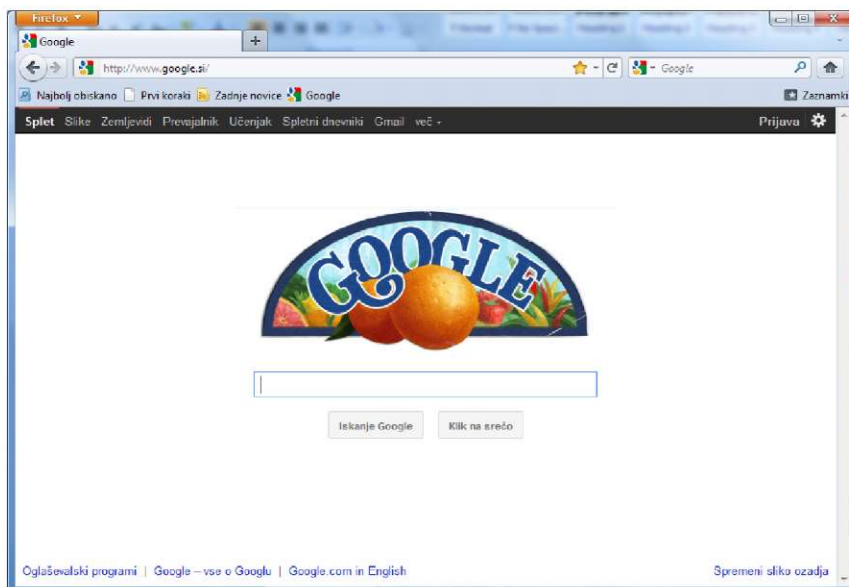 Firefox
Google
http://www.google.si/
Google
Najbolj obiskano Prvi koraki Zadnje novice Google
Zaznamki
Splet Slike Zemljevidi Prevajalnik Učenjak Spletni dnevniki Gmail več
Prijava
GOOGLE
Iskanje Google Klik na srečo
Oglaševalski programi | Google – vse o Googlu | Google.com in English
Spremeni sliko ozadja